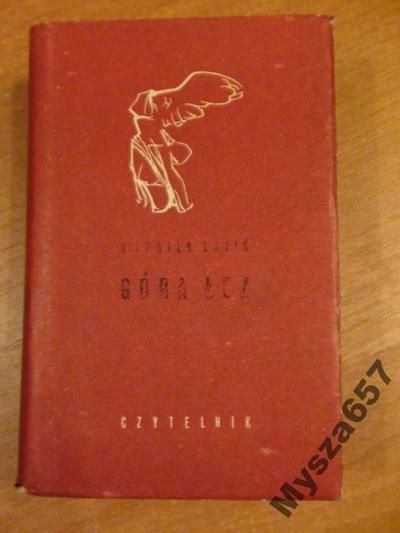 MIHAILO LALIĆ
GÓRA ŁEZ
CZYTELNIK
Mysza657